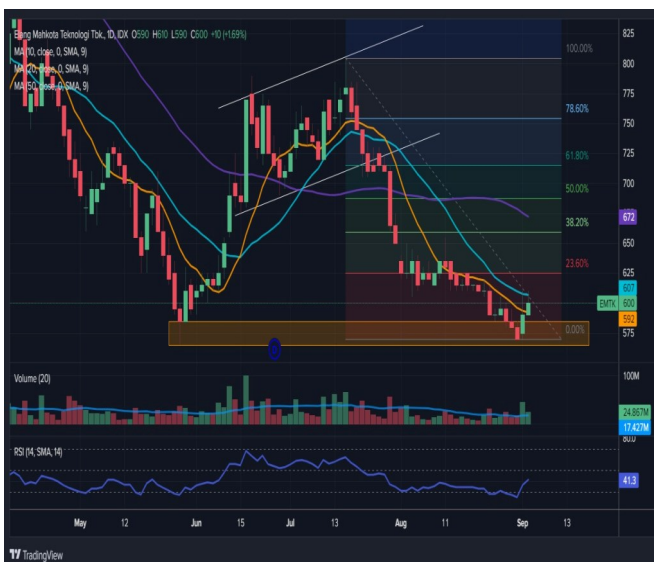 Elang Mahkota Teknologi Tbk., 1D, IDX O590 H610 L590 C600 +10 (+1.69%)
MA (10, close, 0, SMA, 9)
MA (20, close, 0, SMA, 9)
MA (50, close, 0, SMA, 9)
100.00%
78.60%
61.80%
50.00%
38.20%
23.60%
0.00%
825
800
775
750
725
700
672
650
625
607
EMTK 600
592
575
Volume (20)
100M
24.867M
17.427M
80.0
RSI (14, SMA, 14)
41.3
May 12 Jun 15 Jul 13 Aug 11 Sep 13
TradingView